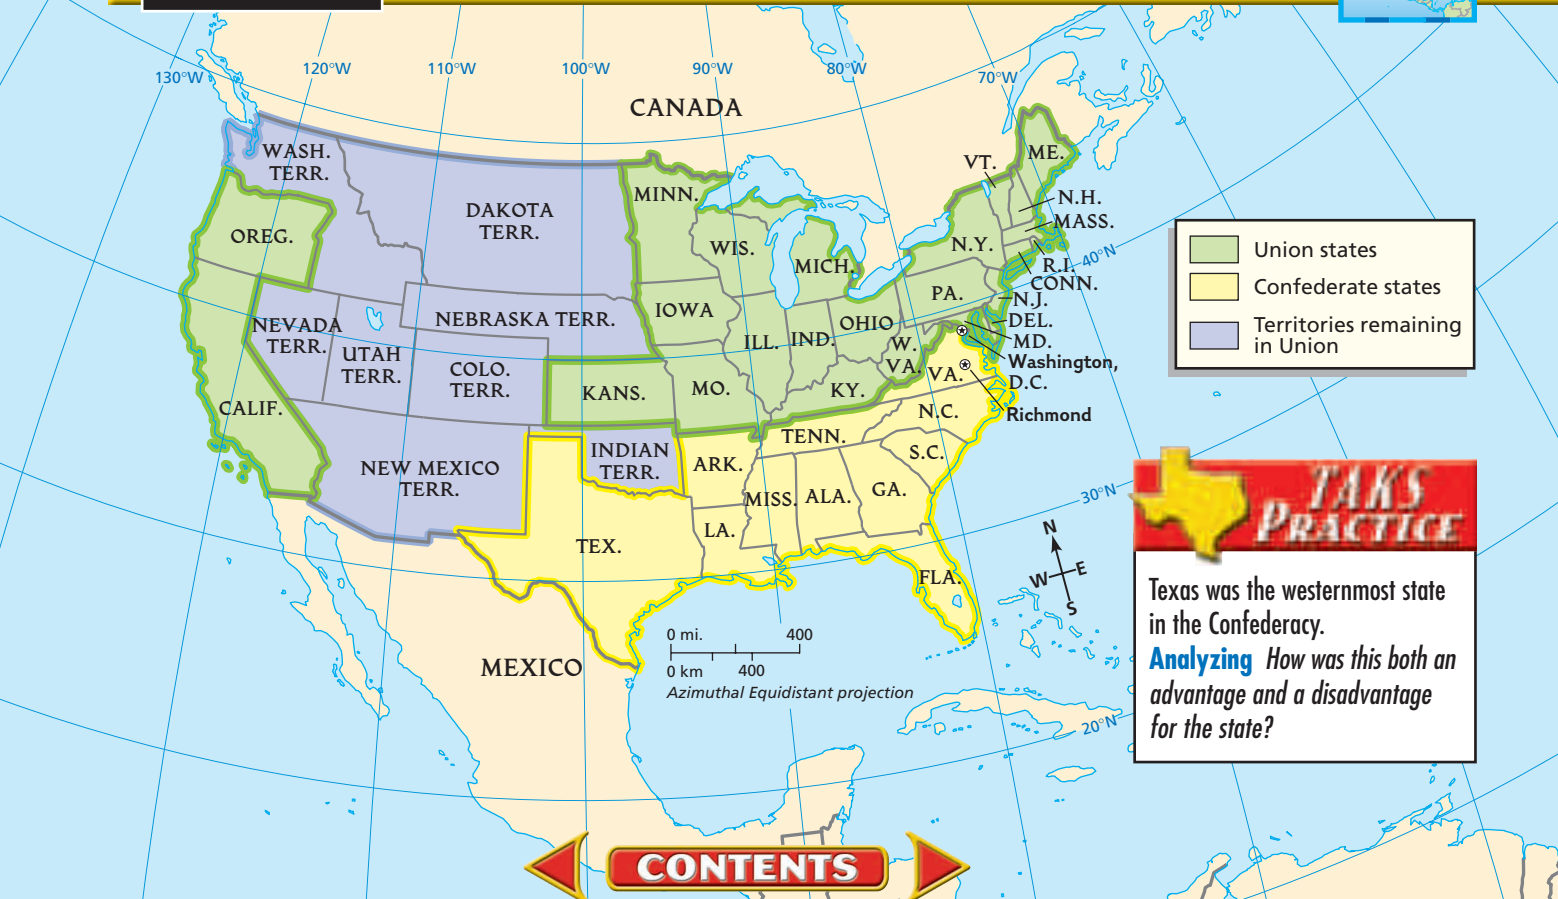 130°W
120°W
110°W
100°W
90°W
80°W
70°W
CANADA
WASH.
TERR.
DAKOTA
TERR.
MINN.
VT.
ME.
N.H.
MASS.
OREG.
WIS.
MICH.
N.Y.
40°N
R.I.
CONN.
PA.
N.J.
NEVADA
TERR.
NEBRASKA TERR.
IOWA
OHIO
DEL.
MD.
UTAH
TERR.
COLO.
TERR.
ILL.
IND.
W.
VA.
VA.
Washington,
D.C.
CALIF.
KANS.
MO.
KY.
N.C.
Richmond
NEW MEXICO
TERR.
INDIAN
TERR.
TENN.
ARK.
S.C.
MISS.
ALA.
GA.
30°N
TEX.
LA.
FLA.
N
W
E
S
MEXICO
0 mi.
400
0 km
400
Azimuthal Equidistant projection
20°N
Union states
Confederate states
Territories remaining
in Union
TAKS
PRACTICE
Texas was the westernmost state
in the Confederacy.
Analyzing How was this both an
advantage and a disadvantage
for the state?
CONTENTS